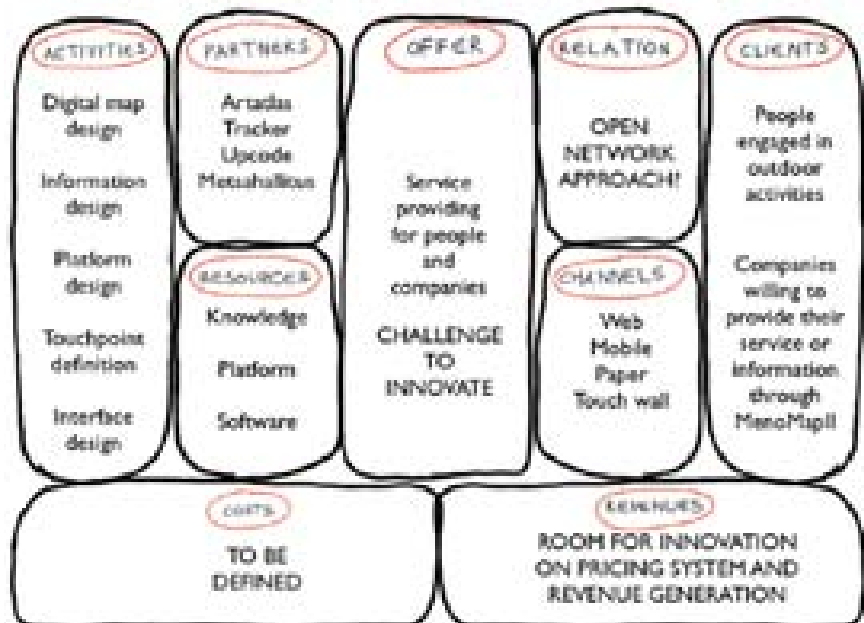 ACTIVITIES
Digital map
design
Information
design
Platform
design
Touchpoint
definition
Interface
design
PARTNERS
Artadas
Tracker
Upcode
Metsahallitus
RESOURCES
Knowledge
Platform
Software
OFFER
Service
providing
for people
and
companies
CHALLENGE
TO
INNOVATE
RELATION
OPEN
NETWORK
APPROACH!
CHANNELS
Web
Mobile
Paper
Touch wall
CLIENTS
People
engaged in
outdoor
activities
Companies
willing to
provide their
service or
information
through
MenoMapII
COSTS
TO BE
DEFINED
REVENUES
ROOM FOR INNOVATION
ON PRICING SYSTEM AND
REVENUE GENERATION